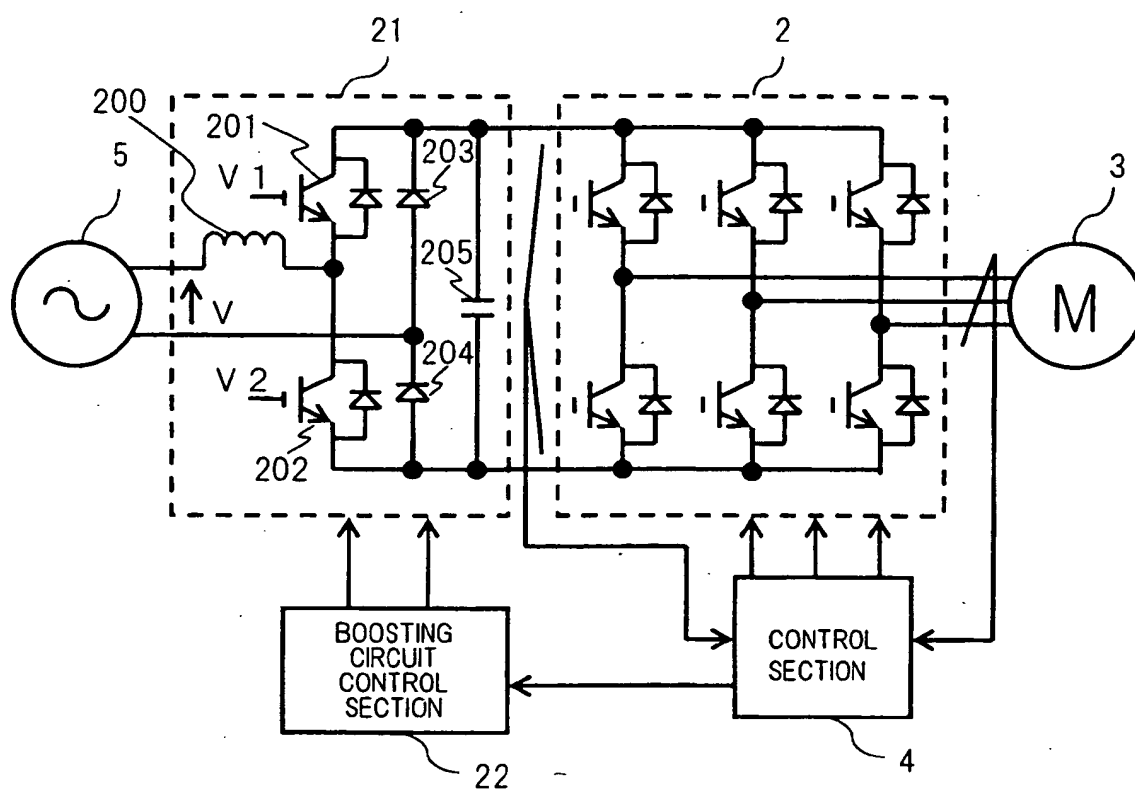 21
2
200
201
203
5
V 1
3
205
V
M
V 2
204
202
BOOSTING
CIRCUIT
CONTROL
SECTION
CONTROL
SECTION
22
4